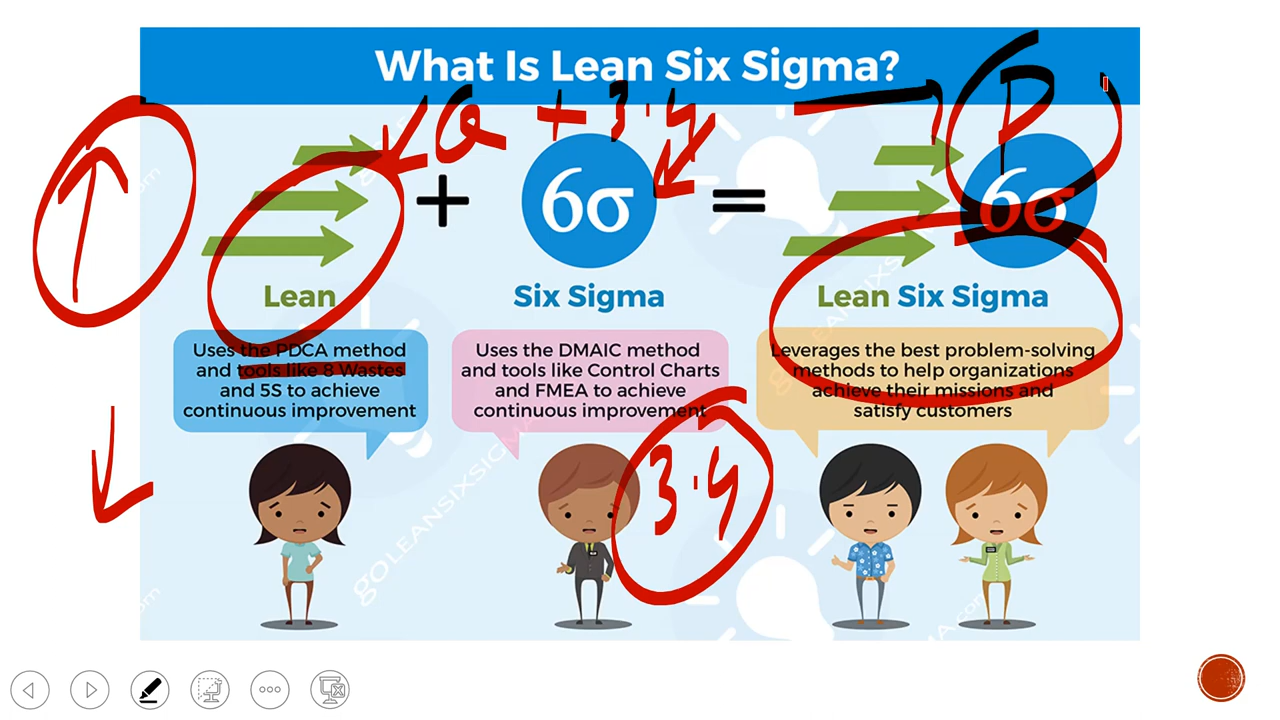 What Is Lean Six Sigma?
Q + 3.4 → P
+ 6σ = 6σ
Lean
Six Sigma
Lean Six Sigma
Uses the PDCA method
and tools like 8 Wastes
and 5S to achieve
continuous improvement
Uses the DMAIC method
and tools like Control Charts
and FMEA to achieve
continuous improvement
Leverages the best problem-solving
methods to help organizations
achieve their missions and
satisfy customers
3.4